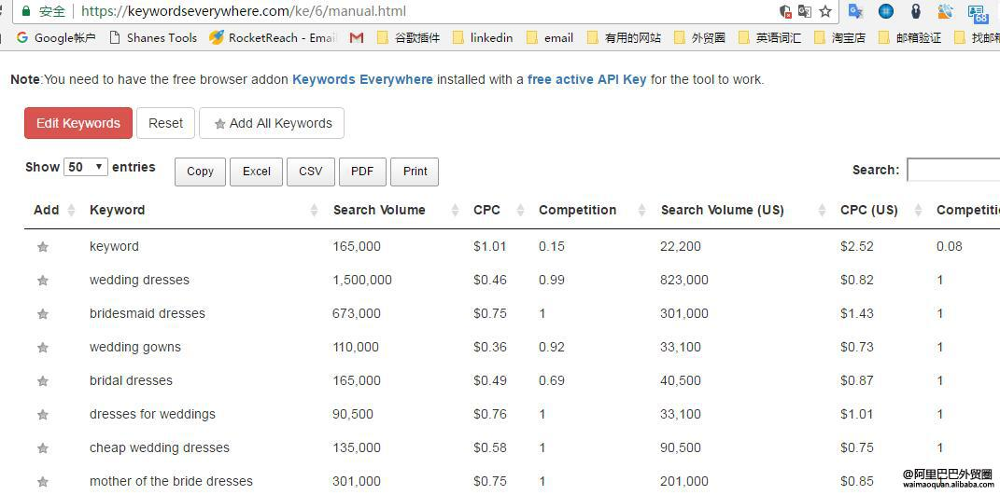 安全 https://keywordseverywhere.com/ke/6/manual.html
Google帐户 Shanes Tools RocketReach - Emai 谷歌插件 linkedin email 有用的网站 外贸圈 英语词汇 淘宝店 邮箱验证 找邮箱
68
Note:You need to have the free browser addon Keywords Everywhere installed with a free active API Key for the tool to work.
Edit Keywords Reset Add All Keywords
Show 50 entries Copy Excel CSV PDF Print Search:
Add Keyword Search Volume CPC Competition Search Volume (US) CPC (US) Competiti
keyword 165,000 $1.01 0.15 22,200 $2.52 0.08
wedding dresses 1,500,000 $0.46 0.99 823,000 $0.82 1
bridesmaid dresses 673,000 $0.75 1 301,000 $1.43 1
wedding gowns 110,000 $0.36 0.92 33,100 $0.73 1
bridal dresses 165,000 $0.49 0.69 40,500 $0.87 1
dresses for weddings 90,500 $0.76 1 33,100 $1.01 1
cheap wedding dresses 135,000 $0.58 1 90,500 $0.75 1
mother of the bride dresses 301,000 $0.75 1 201,000 $0.85 1
@阿里巴巴外贸圈
waimaoquan.alibaba.com